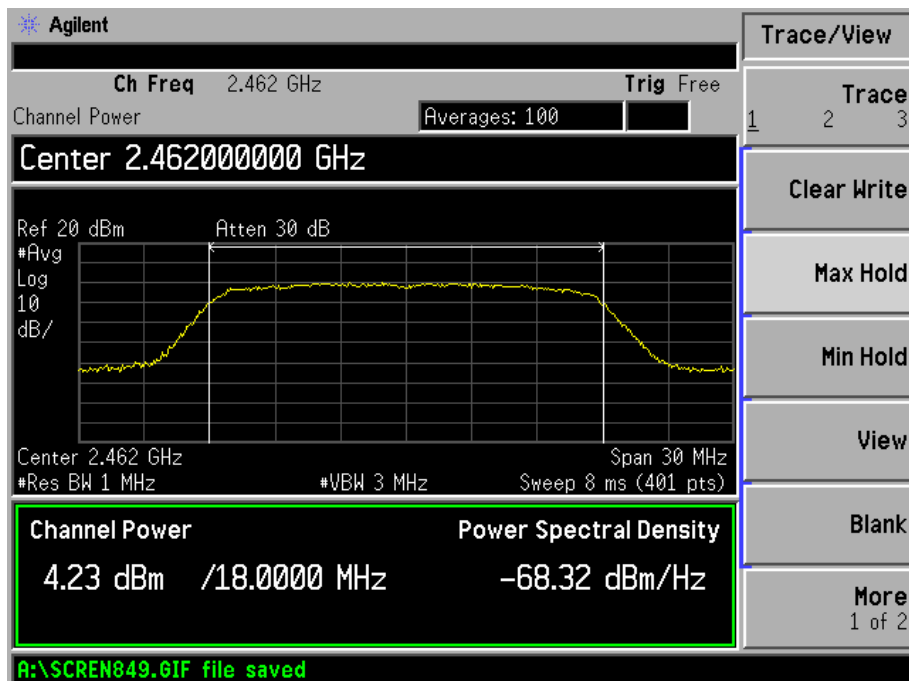 Agilent
Ch Freq 2.462 GHz Trig Free
Channel Power Averages: 100
Center 2.462000000 GHz
Ref 20 dBm Atten 30 dB
#Avg
Log
10
dB/
Center 2.462 GHz Span 30 MHz
#Res BW 1 MHz #VBW 3 MHz Sweep 8 ms (401 pts)
Channel Power Power Spectral Density
4.23 dBm /18.0000 MHz -68.32 dBm/Hz
A:\SCREN849.GIF file saved
Trace/View
Trace
1 2 3
Clear Write
Max Hold
Min Hold
View
Blank
More
1 of 2